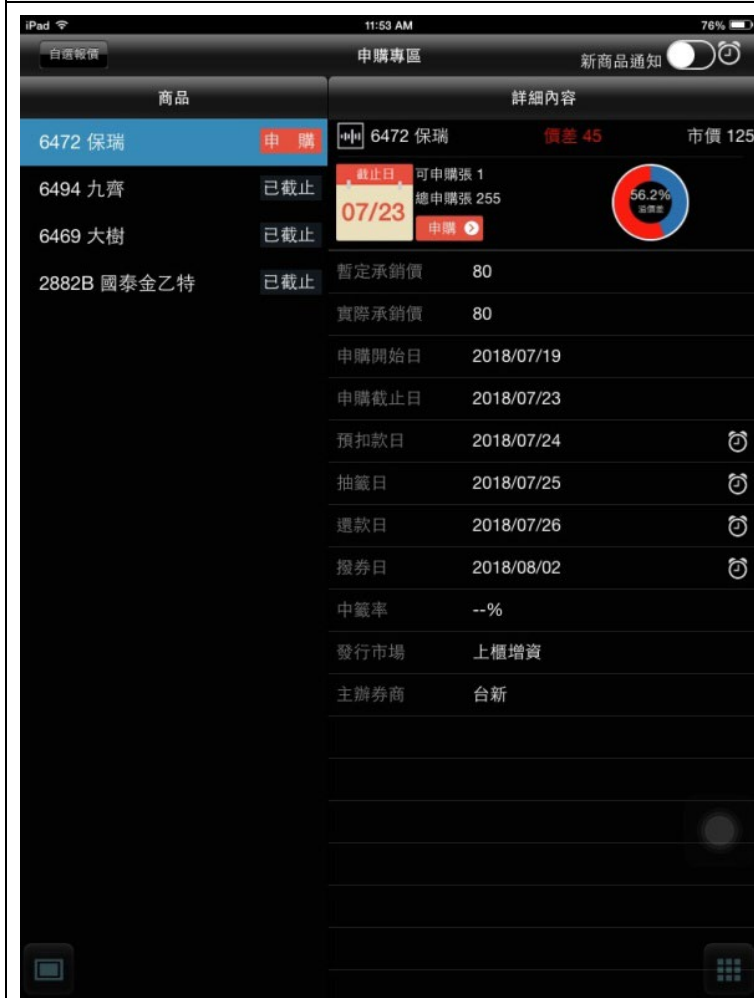 iPad 11:53 AM 76%
自選報價 申購專區 新商品通知
商品 詳細內容
6472 保瑞 申 購
6494 九齊 已截止
6469 大樹 已截止
2882B 國泰金乙特 已截止
6472 保瑞 價差 45 市價 125
截止日
07/23
可申購張 1
總申購張 255
申購
56.2%
溢價差
暫定承銷價 80
實際承銷價 80
申購開始日 2018/07/19
申購截止日 2018/07/23
預扣款日 2018/07/24
抽籤日 2018/07/25
還款日 2018/07/26
撥券日 2018/08/02
中籤率 --%
發行市場 上櫃增資
主辦券商 台新